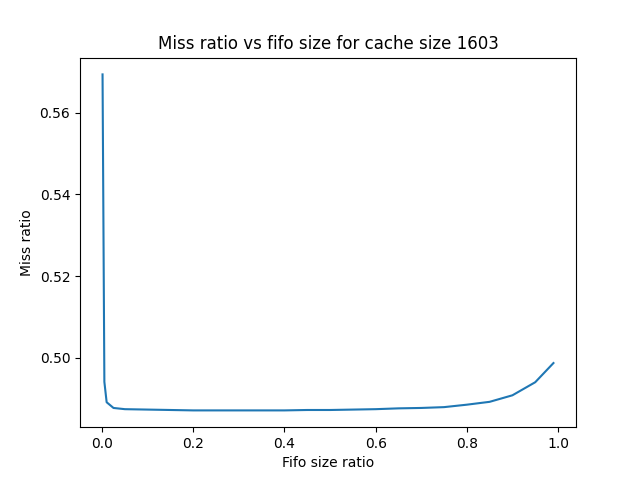 Miss ratio vs fifo size for cache size 1603
0.56
0.54
0.52
0.50
Miss ratio
0.0 0.2 0.4 0.6 0.8 1.0
Fifo size ratio